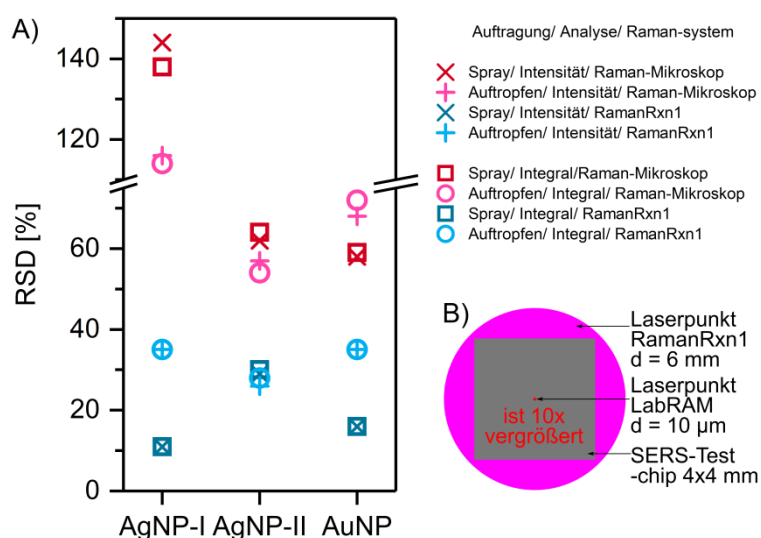 A)
Auftragung/ Analyse/ Raman-system
Spray/ Intensität/ Raman-Mikroskop
Auftropfen/ Intensität/ Raman-Mikroskop
Spray/ Intensität/ RamanRxn1
Auftropfen/ Intensität/ RamanRxn1
Spray/ Integral/Raman-Mikroskop
Auftropfen/ Integral/ Raman-Mikroskop
Spray/ Integral/ RamanRxn1
Auftropfen/ Integral/ RamanRxn1
RSD [%]
140
120
60
40
20
0
AgNP-I
AgNP-II
AuNP
B)
Laserpunkt
RamanRxn1
d = 6 mm
Laserpunkt
LabRAM
d = 10 µm
ist 10x
vergrößert
SERS-Test
-chip 4x4 mm